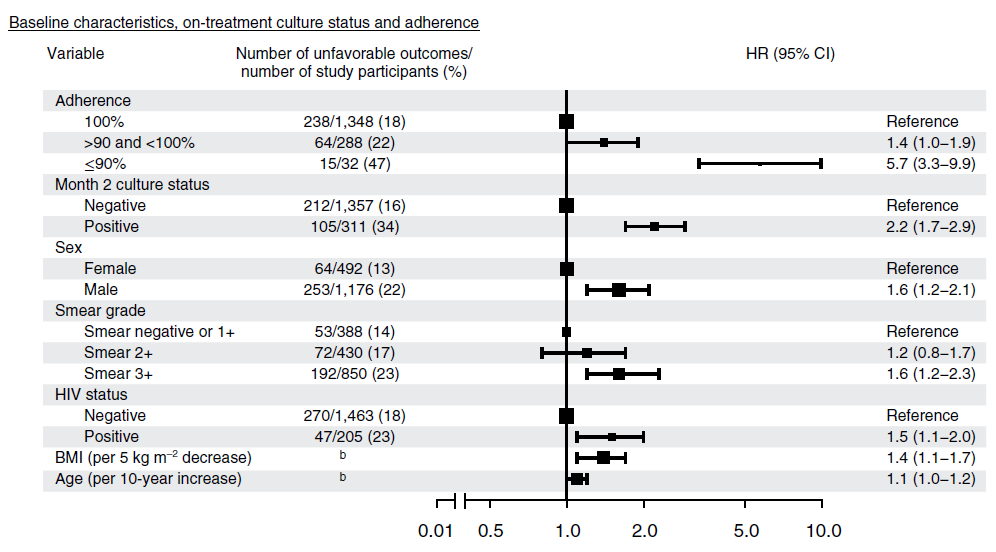 Baseline characteristics, on-treatment culture status and adherence
Variable Number of unfavorable outcomes/ HR (95% CI)
number of study participants (%)
Adherence
100% 238/1,348 (18) Reference
>90 and <100% 64/288 (22) 1.4 (1.0–1.9)
≤90% 15/32 (47) 5.7 (3.3–9.9)
Month 2 culture status
Negative 212/1,357 (16) Reference
Positive 105/311 (34) 2.2 (1.7–2.9)
Sex
Female 64/492 (13) Reference
Male 253/1,176 (22) 1.6 (1.2–2.1)
Smear grade
Smear negative or 1+ 53/388 (14) Reference
Smear 2+ 72/430 (17) 1.2 (0.8–1.7)
Smear 3+ 192/850 (23) 1.6 (1.2–2.3)
HIV status
Negative 270/1,463 (18) Reference
Positive 47/205 (23) 1.5 (1.1–2.0)
BMI (per 5 kg m⁻² decrease) b 1.4 (1.1–1.7)
Age (per 10-year increase) b 1.1 (1.0–1.2)
0.01 0.5 1.0 2.0 5.0 10.0